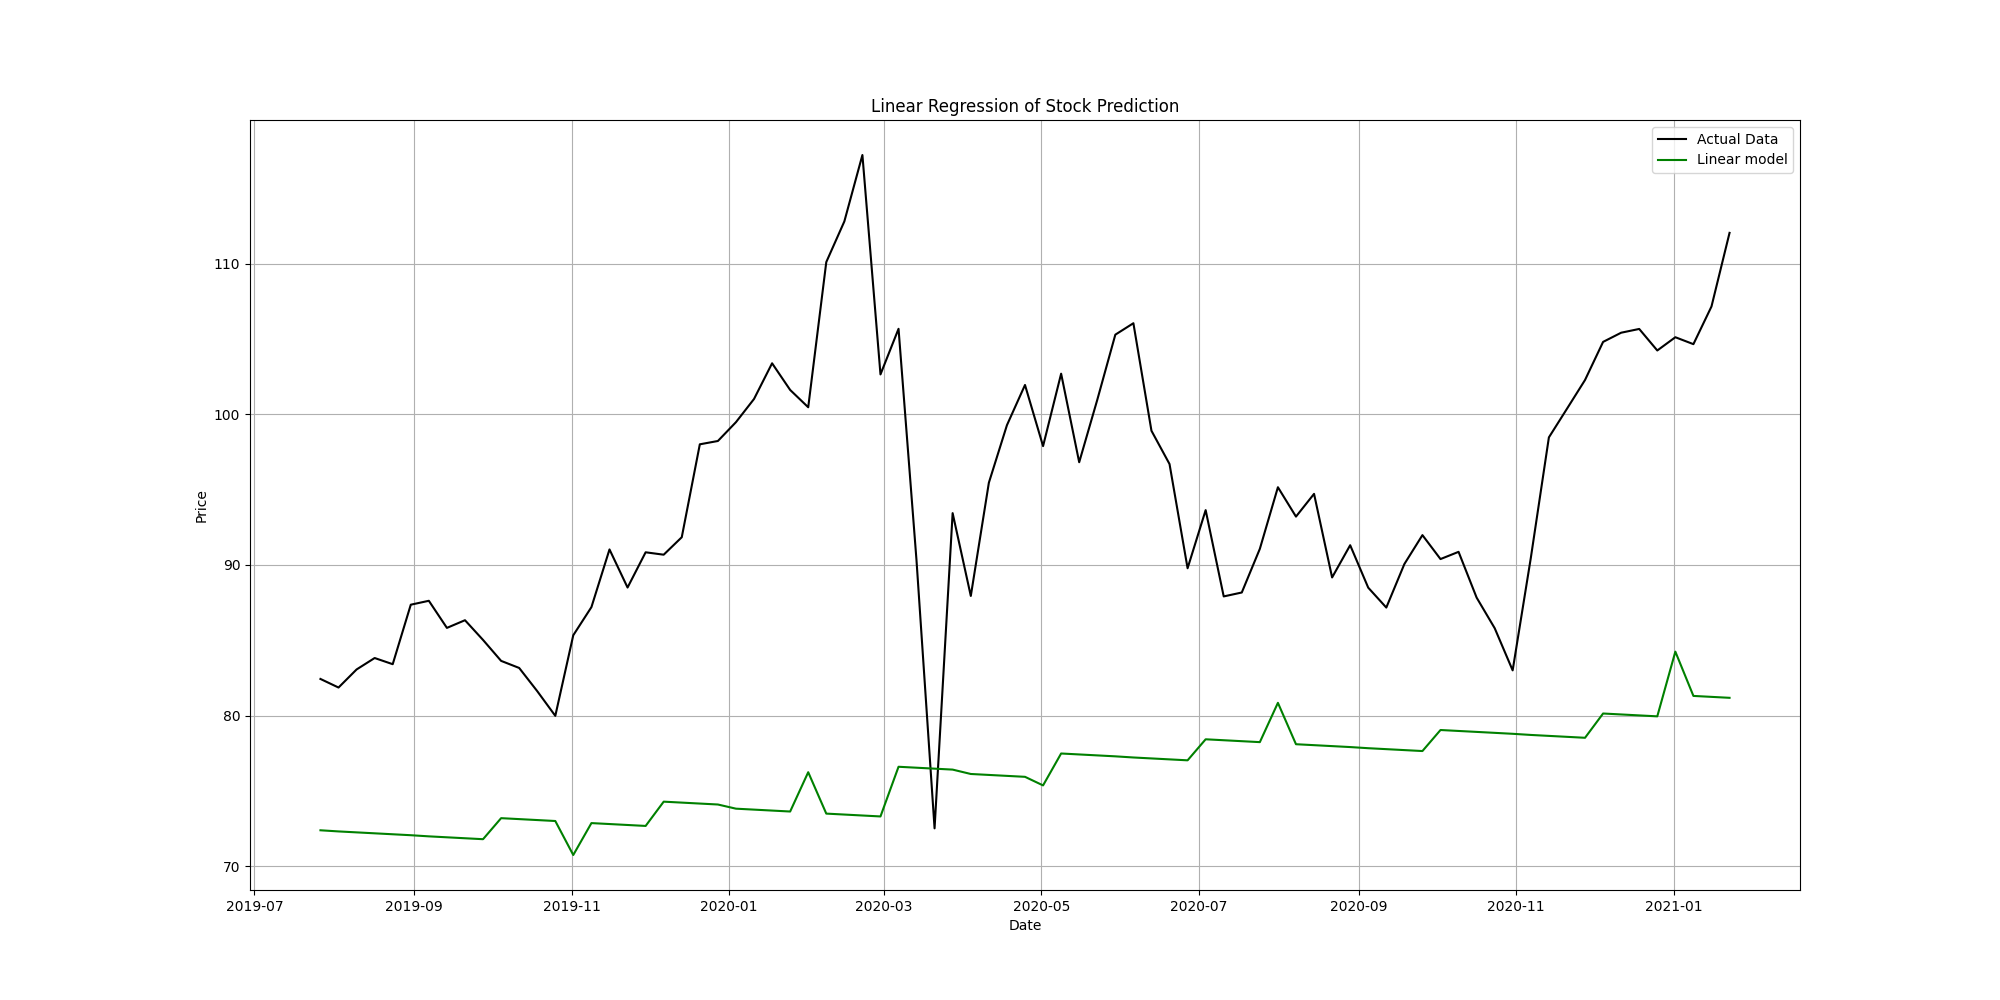 Linear Regression of Stock Prediction
Actual Data
Linear model
110
100
90
80
70
Price
2019-07 2019-09 2019-11 2020-01 2020-03 2020-05 2020-07 2020-09 2020-11 2021-01
Date